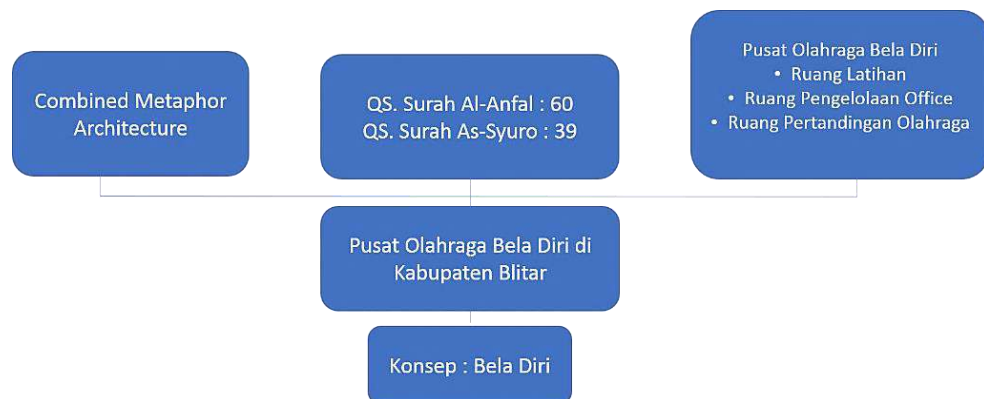 Combined Metaphor
Architecture
QS. Surah Al-Anfal : 60
QS. Surah As-Syuro : 39
Pusat Olahraga Bela Diri
• Ruang Latihan
• Ruang Pengelolaan Office
• Ruang Pertandingan Olahraga
Pusat Olahraga Bela Diri di
Kabupaten Blitar
Konsep : Bela Diri